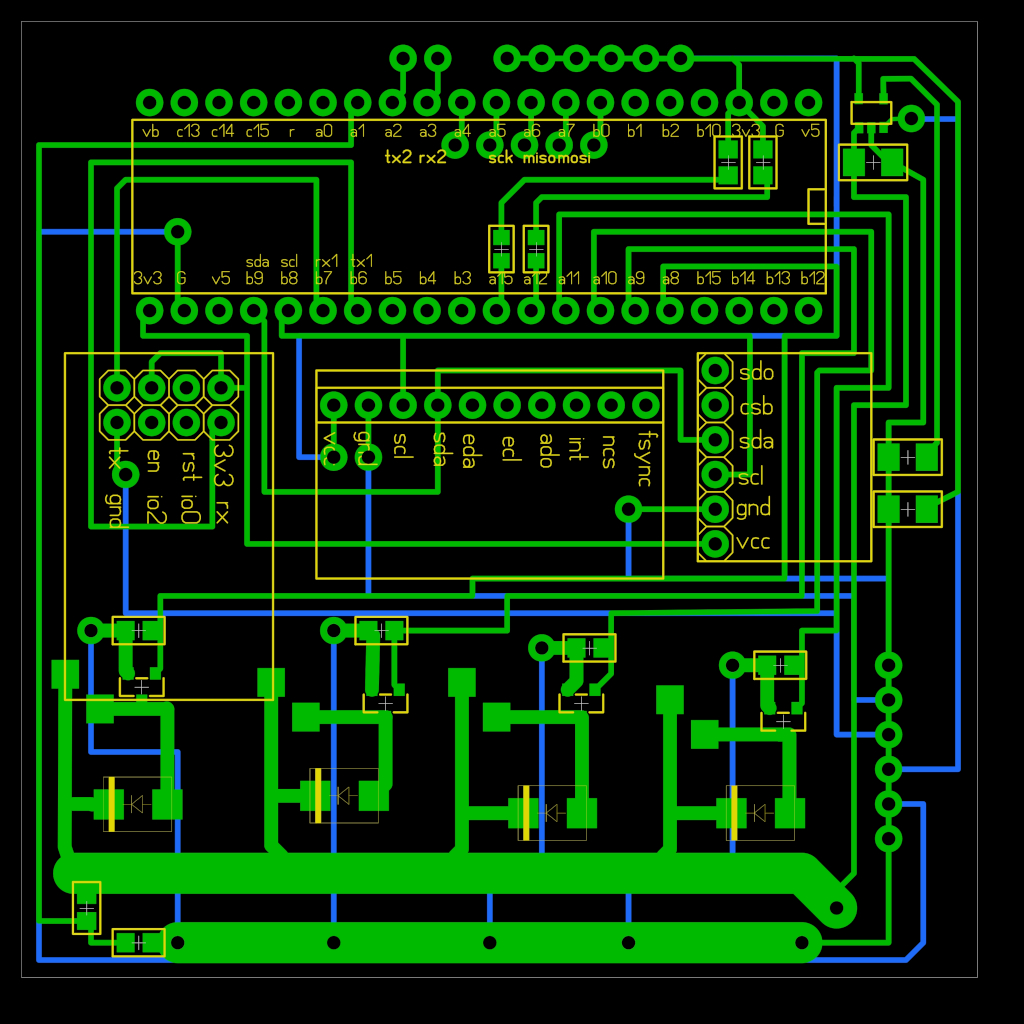 vb c13 c14 c15 r a0 a1 a2 a3 a4 a5 a6 a7 b0 b1 b2 b10 3v3 G v5
tx2 rx2 sck misomosi
sda scl rx1 tx1
3v3 G v5 b9 b8 b7 b6 b5 b4 b3 a15 a12 a11 a10 a9 a8 b15 b14 b13 b12
tx en rst 3v3
gnd io2 io0 rx
vcc gnd scl sda eda ecl ado int ncs fsync
sdo
csb
sda
scl
gnd
vcc